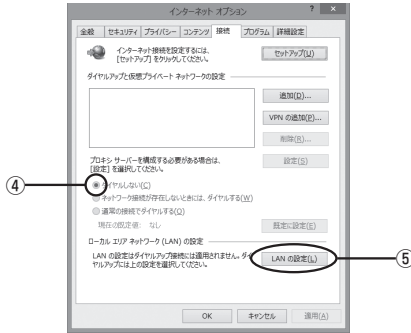 インターネット オプション
? ×
全般 セキュリティ プライバシー コンテンツ 接続 プログラム 詳細設定
インターネット接続を設定するには、
[セットアップ] をクリックしてください。
セットアップ(U)
ダイヤルアップと仮想プライベート ネットワークの設定
追加(D)...
VPN の追加(P)...
削除(R)...
プロキシ サーバーを構成する必要がある場合は、
[設定] を選択してください。
設定(S)
④
ダイヤルしない(C)
ネットワーク接続が存在しないときには、ダイヤルする(W)
通常の接続でダイヤルする(O)
現在の既定値: なし
既定に設定(E)
ローカル エリア ネットワーク (LAN) の設定
LAN の設定はダイヤルアップ接続には適用されません。ダイ
ヤルアップには上の設定を選択してください。
LAN の設定(L)
⑤
OK キャンセル 適用(A)